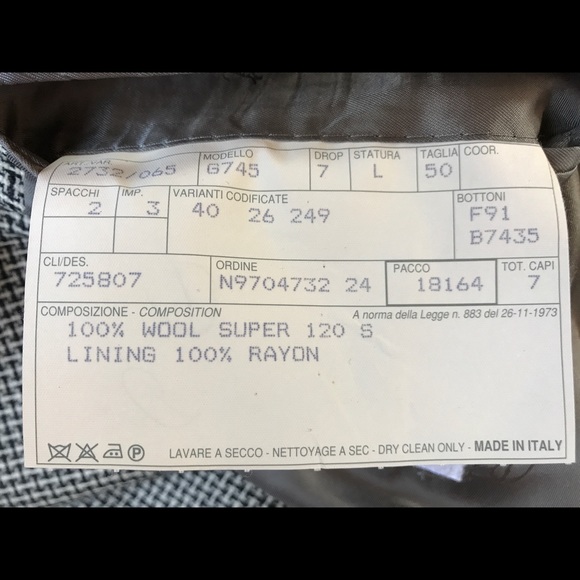 ART. VAR. MODELLO DROP STATURA TAGLIA COOR.
2732/065 G745 7 L 50
SPACCHI IMP. VARIANTI CODIFICATE BOTTONI
2 3 40 26 249 F91
B7435
CLI/DES. ORDINE PACCO TOT. CAPI
725807 N9704732 24 18164 7
COMPOSIZIONE - COMPOSITION A norma della Legge n. 883 del 26-11-1973
100% WOOL SUPER 120 S
LINING 100% RAYON
P LAVARE A SECCO - NETTOYAGE A SEC - DRY CLEAN ONLY - MADE IN ITALY